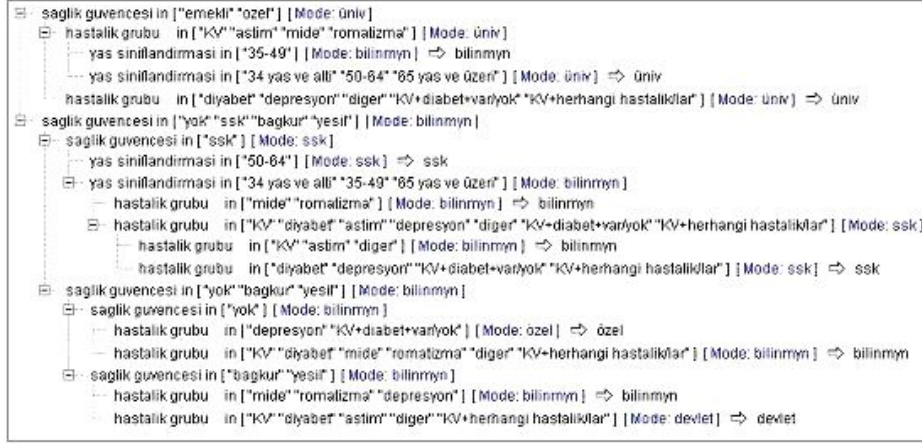 saglik guvencesi in ["emekli" "ozel"] [Mode: üniv]
hastalik grubu in ["KV" "astim" "mide" "romalizma"] [Mode: üniv]
yas siniflandirmasi in ["35-49"] [Mode: bilinmyn] ⇨ bilinmyn
yas siniflandirmasi in ["34 yas ve alli" "50-64" "65 yas ve üzeri"] [Mode: üniv] ⇨ üniv
hastalik grubu in ["diyabet" "depresyon" "diger" "KV+diabet+var/yok" "KV+herhangi hastalik/lar"] [Mode: üniv] ⇨ üniv
saglik guvencesi in ["yok" "ssk" "bagkur" "yesil"] [Mode: bilinmyn]
saglik guvencesi in ["ssk"] [Mode: ssk]
yas siniflandirmasi in ["50-64"] [Mode: ssk] ⇨ ssk
yas siniflandirmasi in ["34 yas ve alli" "35-49" "65 yas ve üzeri"] [Mode: bilinmyn]
hastalik grubu in ["mide" "romalizma"] [Mode: bilinmyn] ⇨ bilinmyn
hastalik grubu in ["KV" "diyabet" "astim" "depresyon" "diger" "KV+diabet+var/yok" "KV+herhangi hastalik/lar"] [Mode: ssk]
hastalik grubu in ["KV" "astim" "diger"] [Mode: bilinmyn] ⇨ bilinmyn
hastalik grubu in ["diyabet" "depresyon" "KV+diabet+var/yok" "KV+herhangi hastalik/lar"] [Mode: ssk] ⇨ ssk
saglik guvencesi in ["yok" "bagkur" "yesil"] [Mode: bilinmyn]
saglik guvencesi in ["yok"] [Mode: bilinmyn]
hastalik grubu in ["depresyon" "KV+diabet+var/yok"] [Mode: özel] ⇨ özel
hastalik grubu in ["KV" "diyabet" "mide" "romatizma" "diger" "KV+herhangi hastalik/lar"] [Mode: bilinmyn] ⇨ bilinmyn
saglik guvencesi in ["bagkur" "yesil"] [Mode: bilinmyn]
hastalik grubu in ["mide" "romalizma" "depresyon"] [Mode: bilinmyn] ⇨ bilinmyn
hastalik grubu in ["KV" "diyabet" "astim" "diger" "KV+herhangi hastalik/lar"] [Mode: devlet] ⇨ devlet